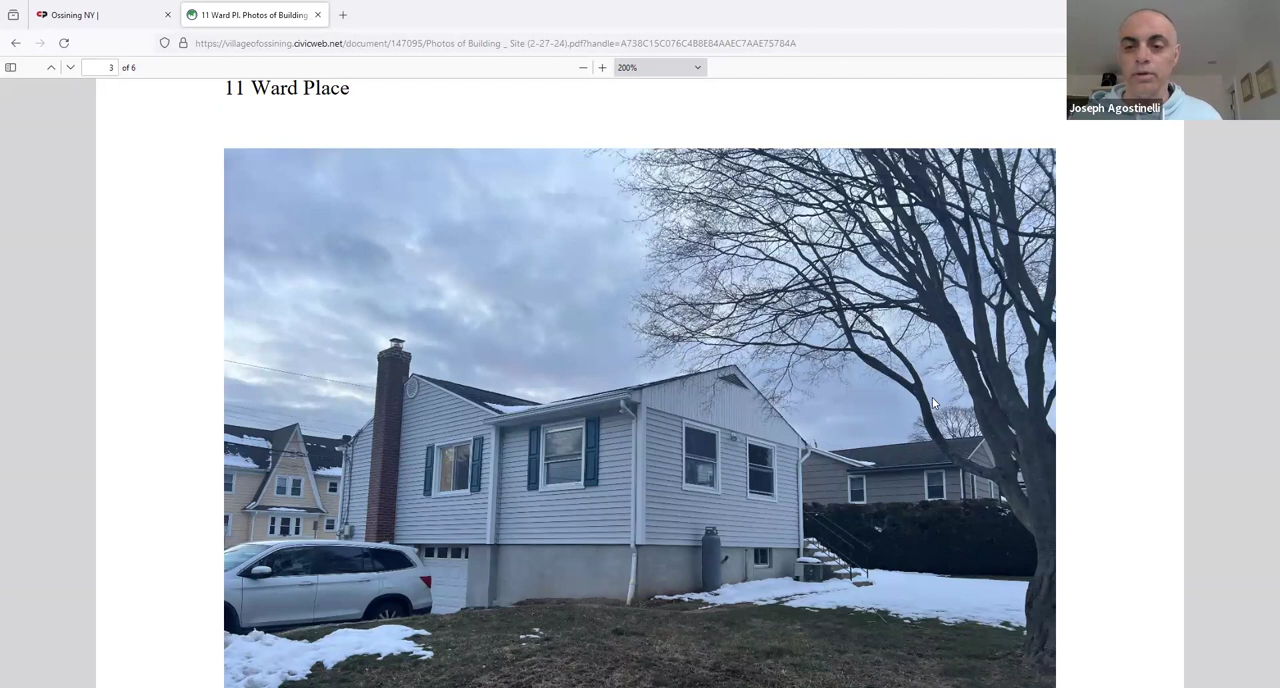 Ossining NY |
11 Ward Pl. Photos of Building
https://villageofossining.civicweb.net/document/147095/Photos of Building _ Site (2-27-24).pdf?handle=A738C15C076C4B8E84AAEC7AAE75784A
3 of 6
200%
Joseph Agostinelli
11 Ward Place